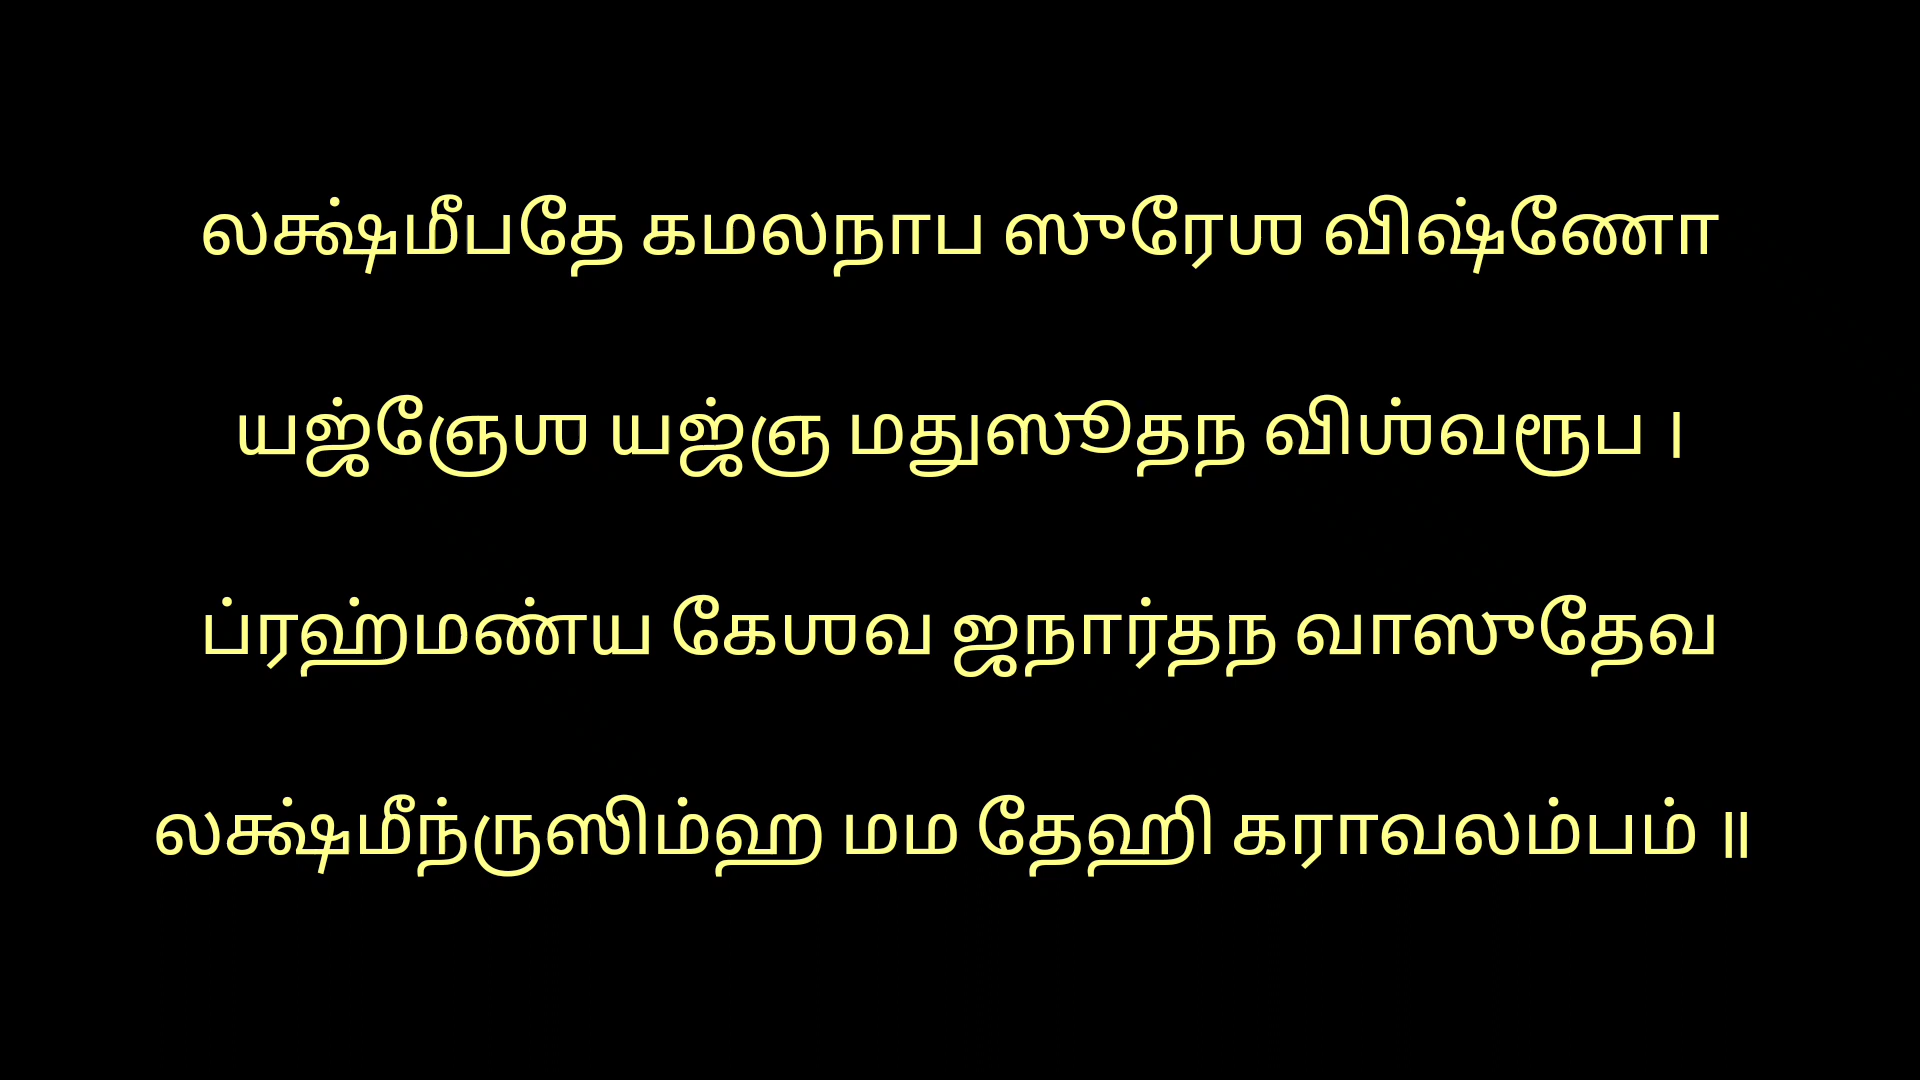 லக்ஷ்மீபதே கமலநாப ஸுரேஶ விஷ்ணோ
யஜ்ஞேஶ யஜ்ஞ மதுஸூதந விஶ்வரூப ।
ப்ரஹ்மண்ய கேஶவ ஜநார்தந வாஸுதேவ
லக்ஷ்மீந்ருஸிம்ஹ மம தேஹி கராவலம்பம் ॥